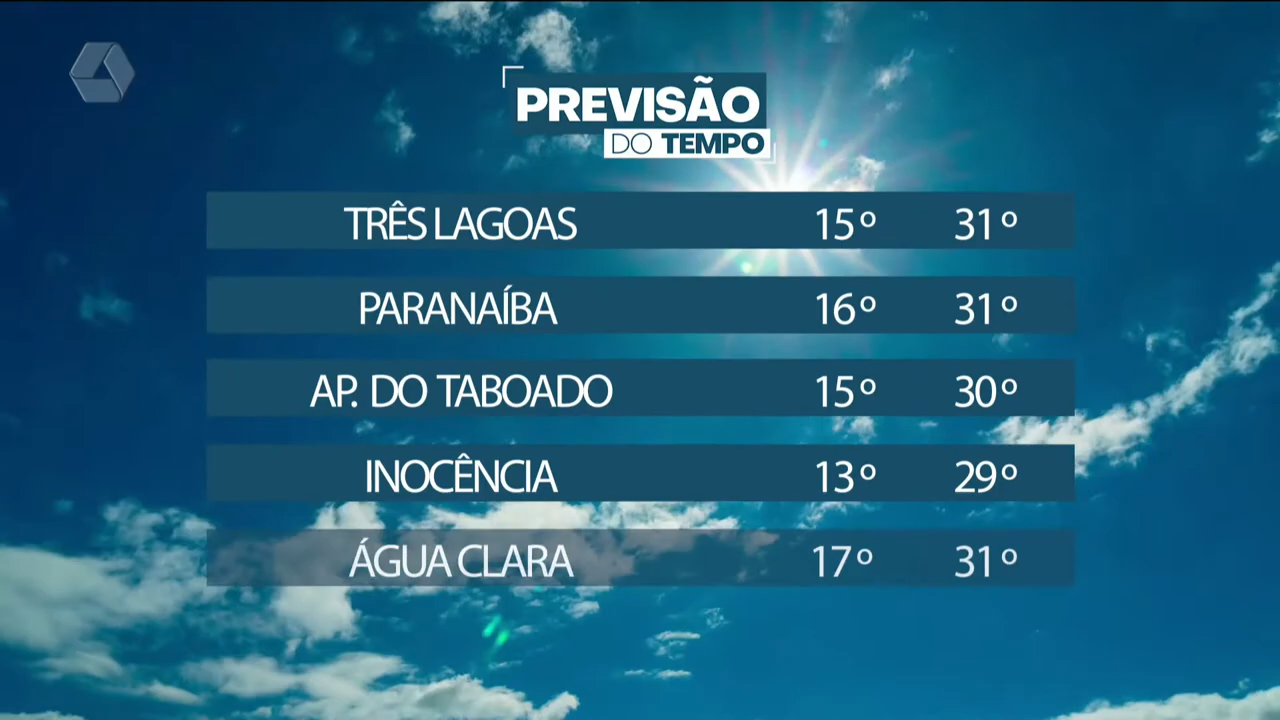 PREVISÃO
DO TEMPO
TRÊS LAGOAS 15º 31º
PARANAÍBA 16º 31º
AP. DO TABOADO 15º 30º
INOCÊNCIA 13º 29º
ÁGUA CLARA 17º 31º